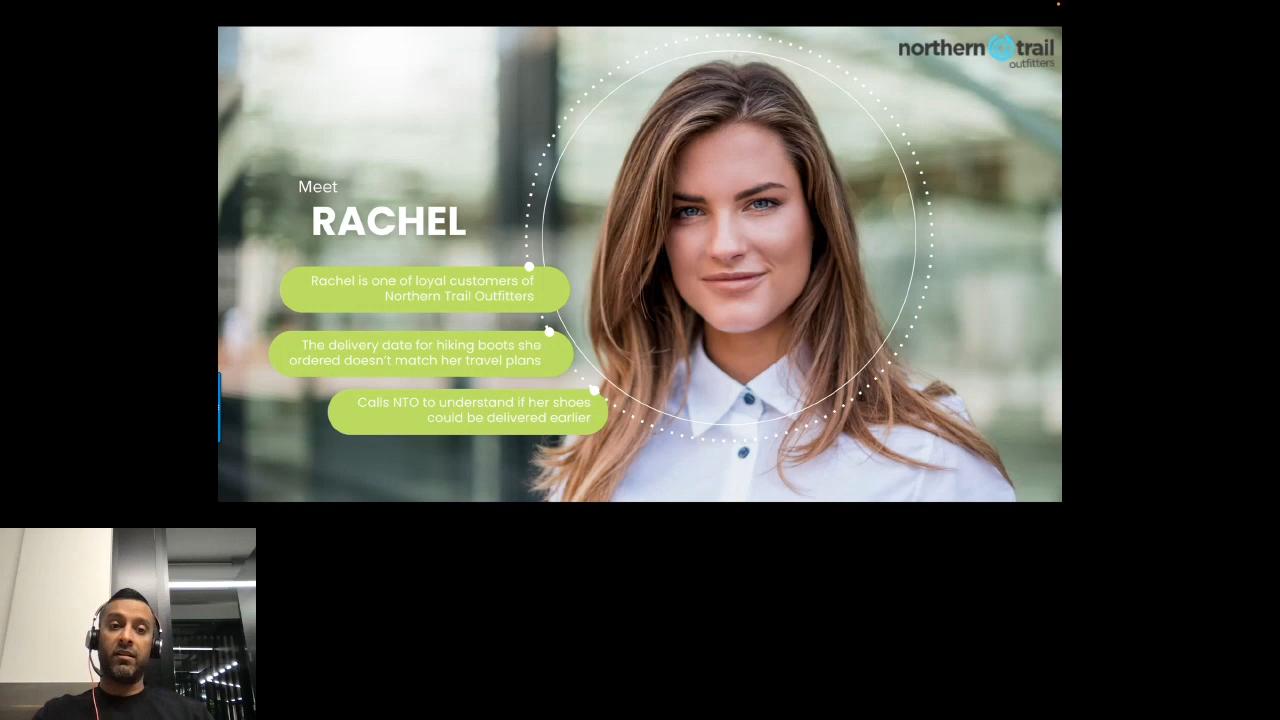 northern trail
outfitters
Meet
RACHEL
Rachel is one of loyal customers of
Northern Trail Outfitters
The delivery date for hiking boots she
ordered doesn't match her travel plans
Calls NTO to understand if her shoes
could be delivered earlier